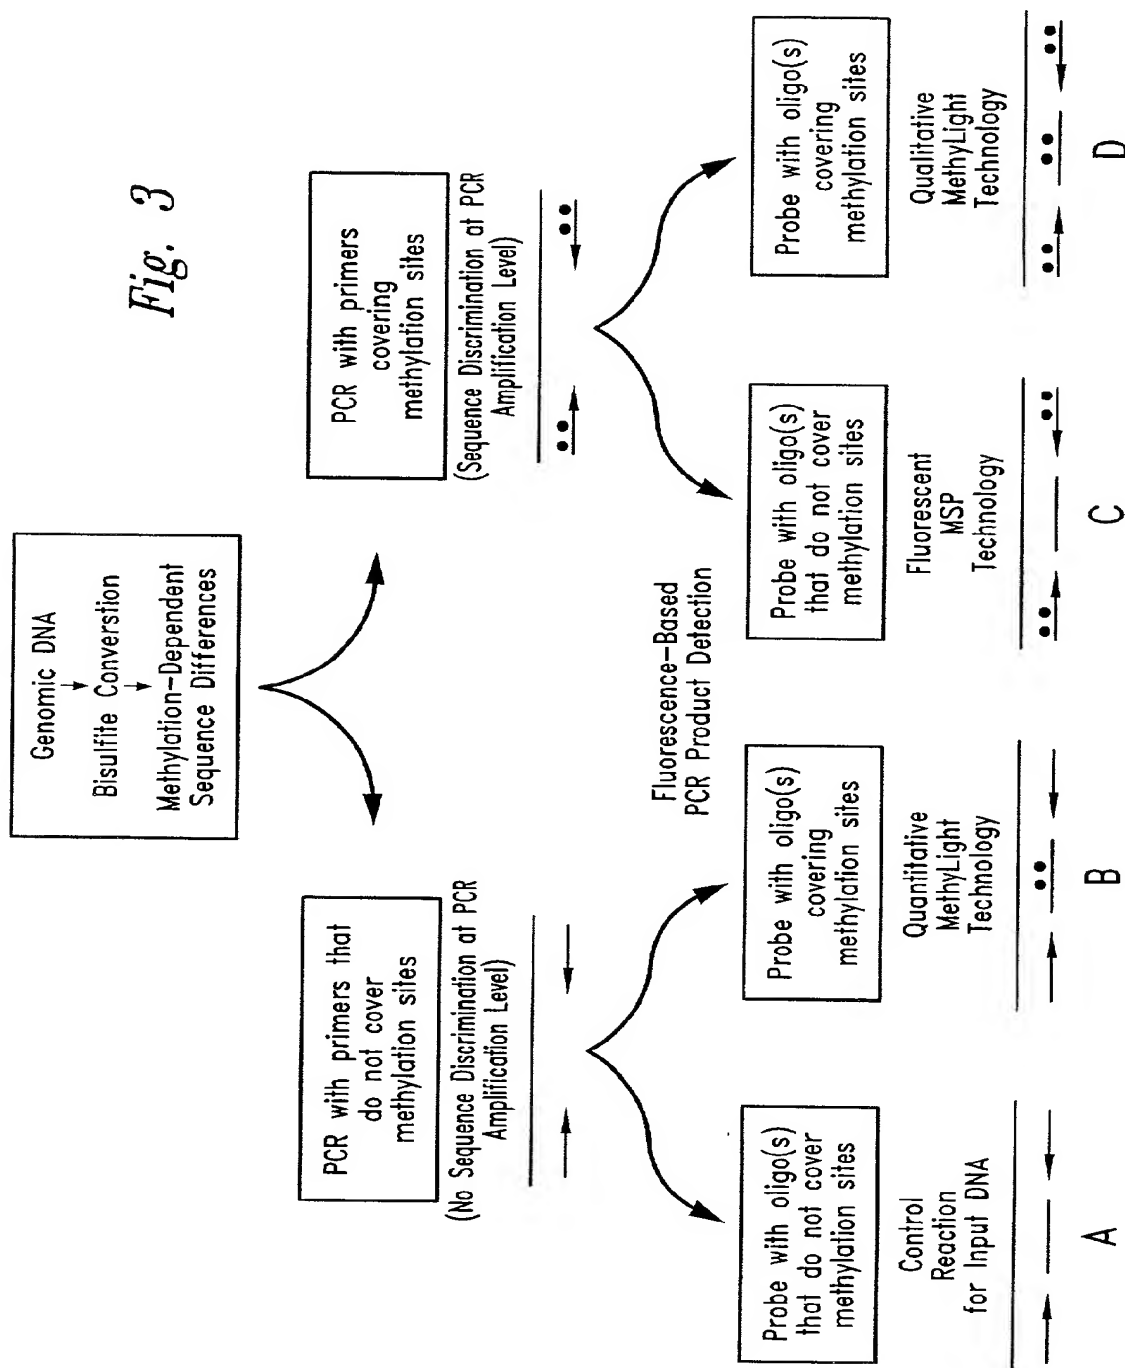 Fig. 3
Genomic DNA
Bisulfite Converstion
Methylation-Dependent
Sequence Differences
PCR with primers that
do not cover
methylation sites
(No Sequence Discrimination at PCR
Amplification Level)
PCR with primers
covering
methylation sites
(Sequence Discrimination at PCR
Amplification Level)
Fluorescence-Based
PCR Product Detection
Probe with oligo(s)
that do not cover
methylation sites
Control
Reaction
for Input DNA
A
Probe with oligo(s)
covering
methylation sites
Quantitative
MethyLight
Technology
B
Probe with oligo(s)
that do not cover
methylation sites
Fluorescent
MSP
Technology
C
Probe with oligo(s)
covering
methylation sites
Qualitative
MethyLight
Technology
D